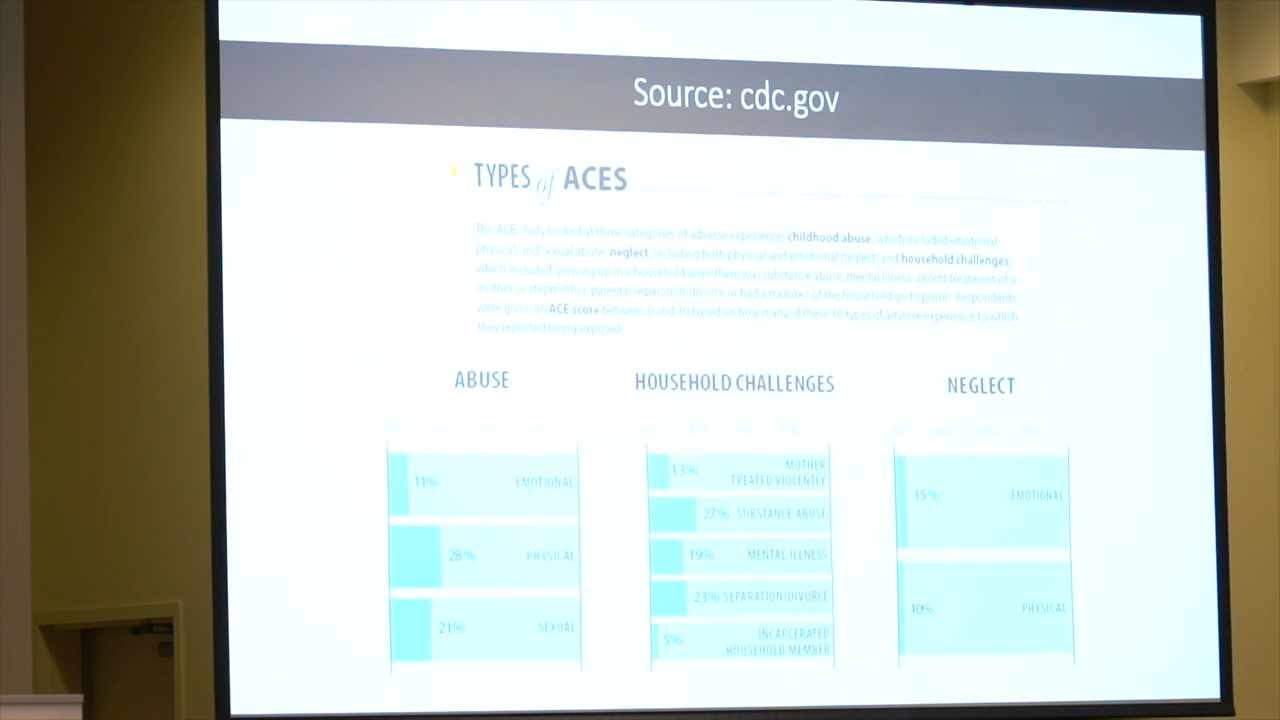 Source: cdc.gov
TYPES of ACES
The ACE study looked at three categories of adverse experience: childhood abuse, which included emotional,
physical, and sexual abuse; neglect, including both physical and emotional neglect; and household challenges,
which included growing up in a household were there was substance abuse, mental illness, violent treatment of a
mother or stepmother, parental separation/divorce or had a member of the household go to prison. Respondents
were given an ACE score between 0 and 10 based on how many of these 10 types of adverse experience to which
they reported being exposed.
ABUSE
11% EMOTIONAL
28% PHYSICAL
21% SEXUAL
HOUSEHOLD CHALLENGES
13% MOTHER
TREATED VIOLENTLY
27% SUBSTANCE ABUSE
19% MENTAL ILLNESS
23% SEPARATION/DIVORCE
5% INCARCERATED
HOUSEHOLD MEMBER
NEGLECT
15% EMOTIONAL
10% PHYSICAL